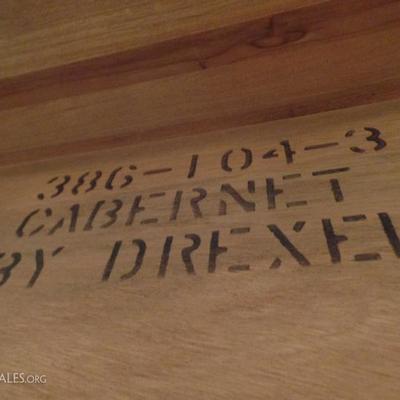 386-104-3
CABERNET
BY DREXEL
ALES.ORG